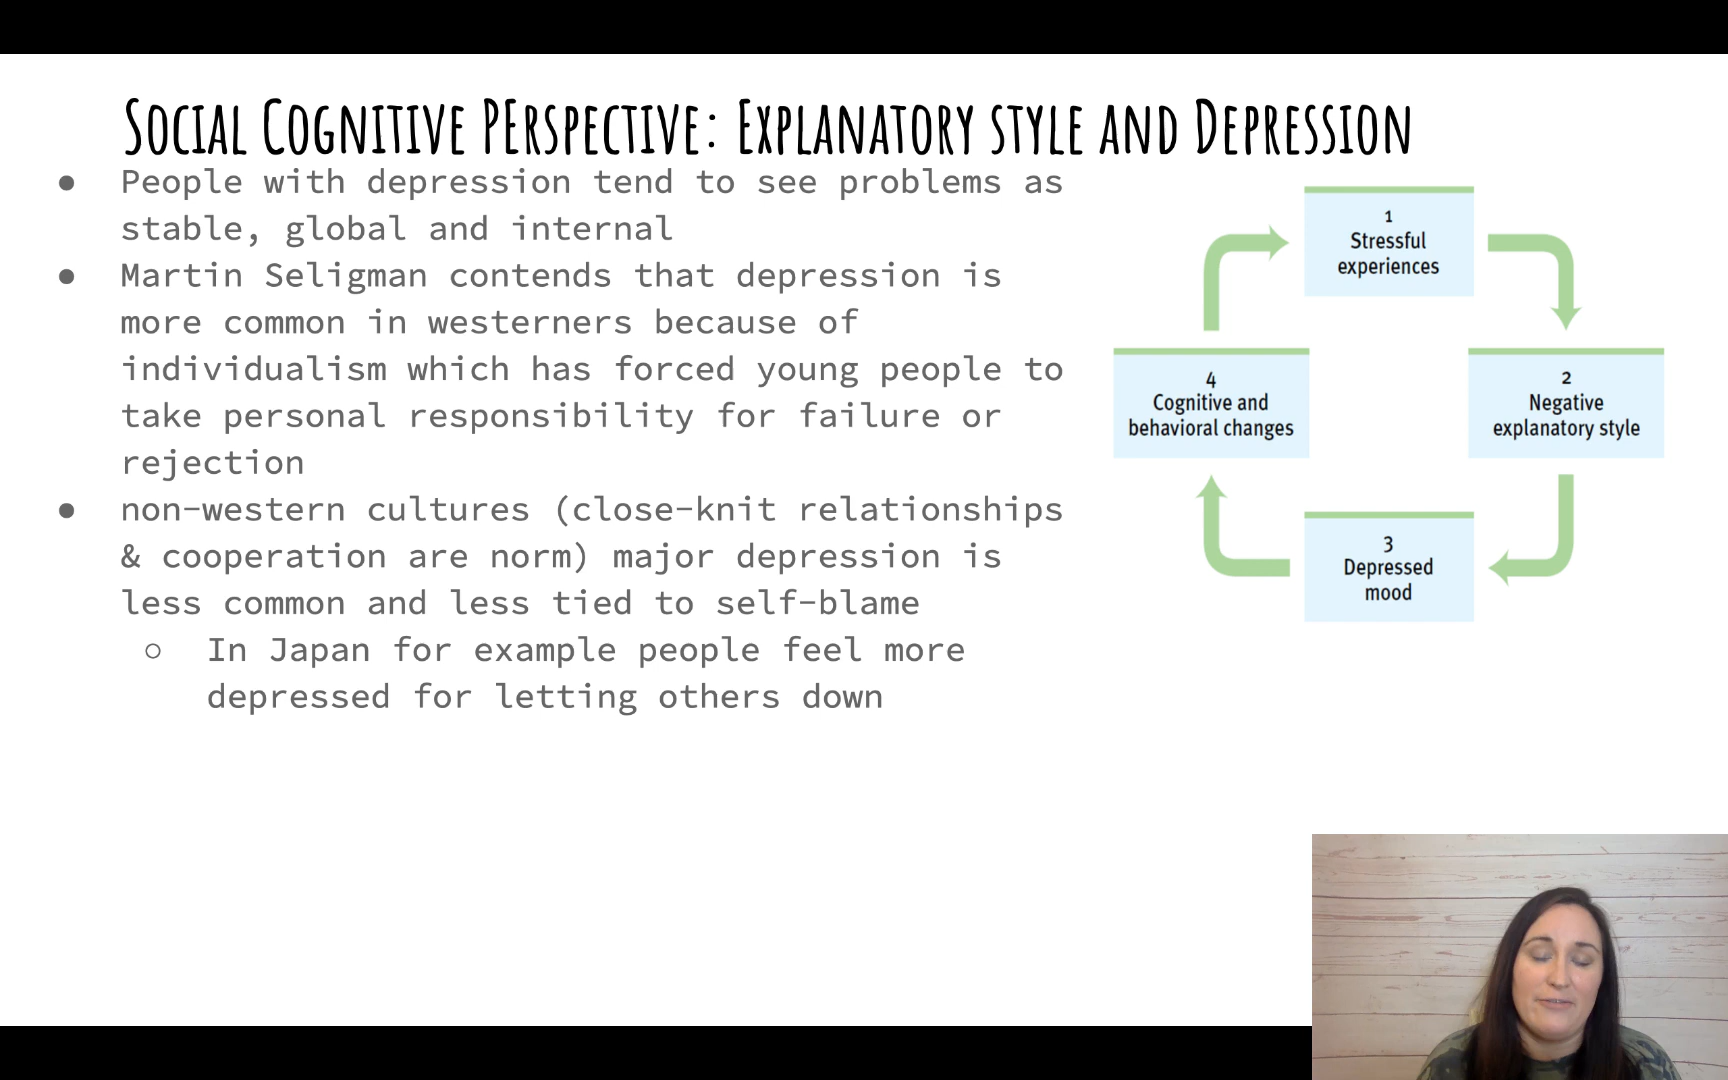 Social Cognitive PErspective: Explanatory style and Depression
● People with depression tend to see problems as
stable, global and internal
● Martin Seligman contends that depression is
more common in westerners because of
individualism which has forced young people to
take personal responsibility for failure or
rejection
● non-western cultures (close-knit relationships
& cooperation are norm) major depression is
less common and less tied to self-blame
○ In Japan for example people feel more
depressed for letting others down
1
Stressful
experiences
2
Negative
explanatory style
3
Depressed
mood
4
Cognitive and
behavioral changes